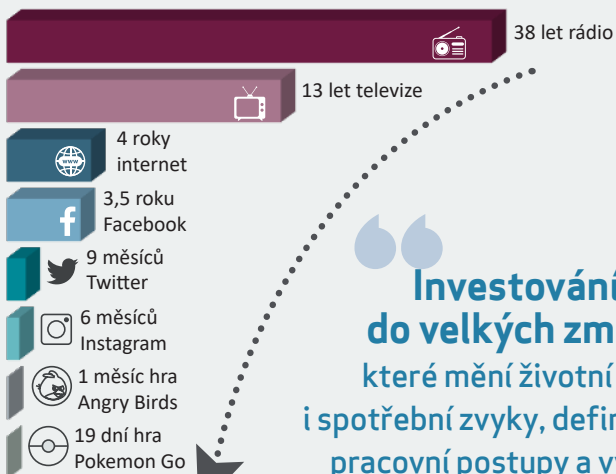 38 let rádio
13 let televize
4 roky
internet
www
3,5 roku
Facebook
f
9 měsíců
Twitter
6 měsíců
Instagram
1 měsíc hra
Angry Birds
19 dní hra
Pokemon Go
Investování
do velkých
které mění životní
i spotřební zvyky,
pracovní postupy a